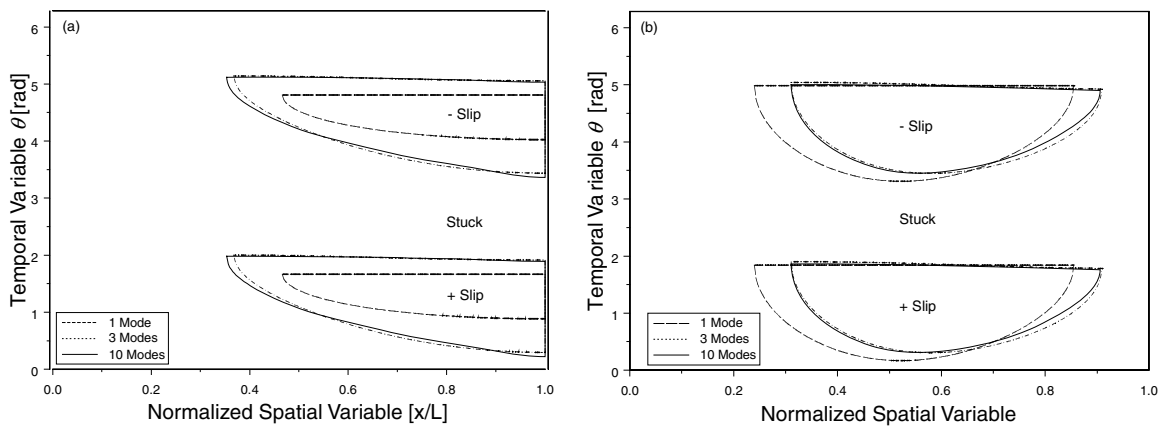 (a)
6
5
4
3
2
1
0
Temporal Variable θ [rad]
- Slip
Stuck
+ Slip
1 Mode
3 Modes
10 Modes
0.0 0.2 0.4 0.6 0.8 1.0
Normalized Spatial Variable [x/L]
(b)
6
5
4
3
2
1
0
Temporal Variable θ [rad]
- Slip
Stuck
+ Slip
1 Mode
3 Modes
10 Modes
0.0 0.2 0.4 0.6 0.8 1.0
Normalized Spatial Variable